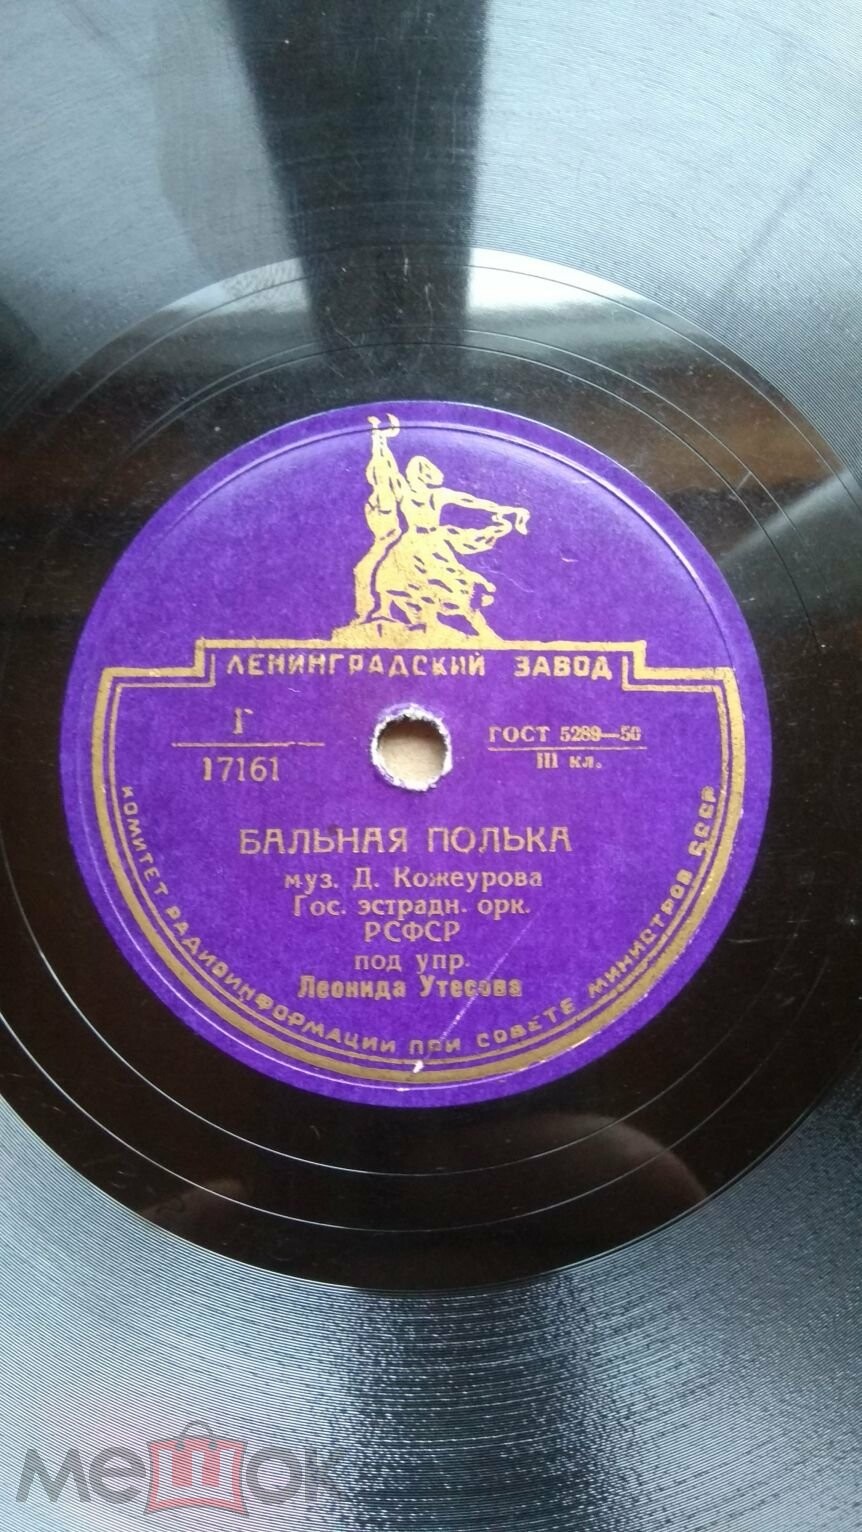 ЛЕНИНГРАДСКИЙ ЗАВОД
Г
17161
ГОСТ 5289—50
III кл.
БАЛЬНАЯ ПОЛЬКА
муз. Д. Кожеурова
Гос. эстрадн. орк.
РСФСР
под упр.
Леонида Утесова
КОМИТЕТ РАДИОИНФОРМАЦИИ ПРИ СОВЕТЕ МИНИСТРОВ СССР
мешок